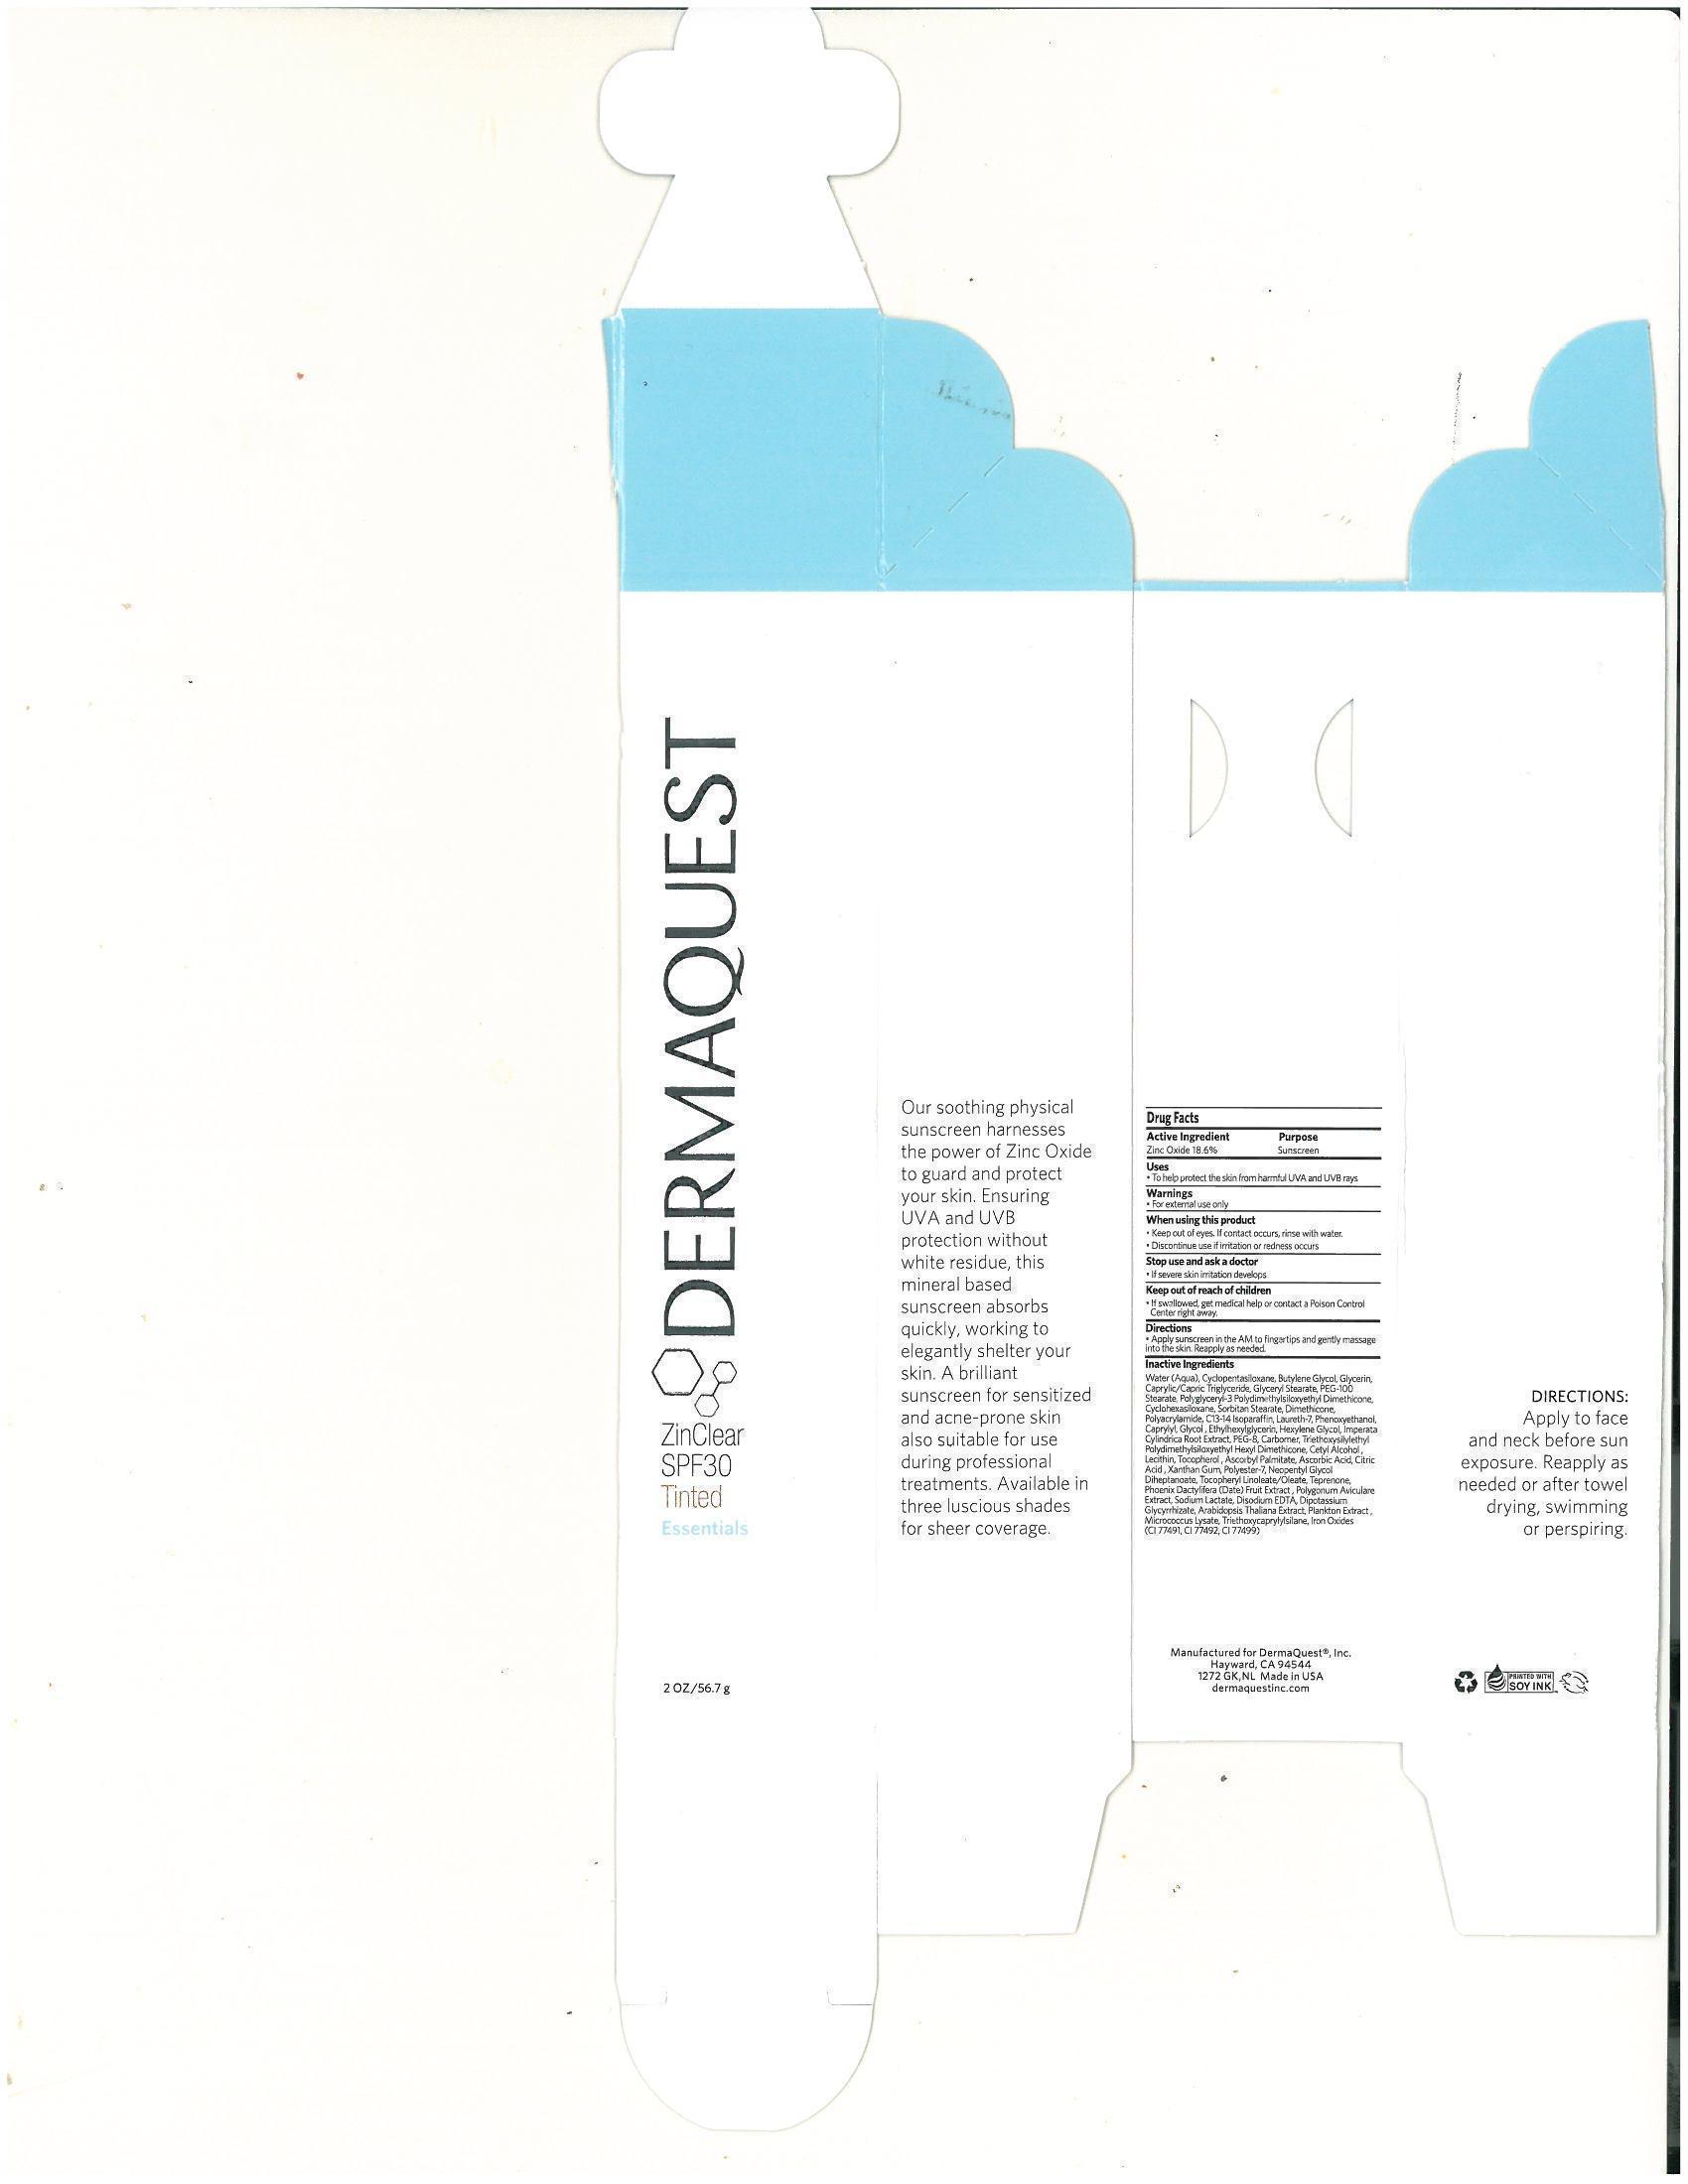 DERMAQUEST
ZinClear
SPF30
Tinted
Essentials
2 OZ/56.7 g
Our soothing physical
sunscreen harnesses
the power of Zinc Oxide
to guard and protect
your skin. Ensuring
UVA and UVB
protection without
white residue, this
mineral based
sunscreen absorbs
quickly, working to
elegantly shelter your
skin. A brilliant
sunscreen for sensitized
and acne-prone skin
also suitable for use
during professional
treatments. Available in
three luscious shades
for sheer coverage.
Drug Facts
Active Ingredient Purpose
Zinc Oxide 18.6% Sunscreen
Uses
• To help protect the skin from harmful UVA and UVB rays
Warnings
• For external use only
When using this product
• Keep out of eyes. If contact occurs, rinse with water.
• Discontinue use if irritation or redness occurs
Stop use and ask a doctor
• If severe skin irritation develops
Keep out of reach of children
• If swallowed, get medical help or contact a Poison Control
Center right away.
Directions
• Apply sunscreen in the AM to fingertips and gently massage
into the skin. Reapply as needed.
Inactive Ingredients
Water (Aqua), Cyclopentasiloxane, Butylene Glycol, Glycerin,
Caprylic/Capric Triglyceride, Glyceryl Stearate, PEG-100
Stearate, Polyglyceryl-3 Polydimethylsiloxyethyl Dimethicone,
Cyclohexasiloxane, Sorbitan Stearate, Dimethicone,
Polyacrylamide, C13-14 Isoparaffin, Laureth-7, Phenoxyethanol,
Caprylyl, Glycol , Ethylhexylglycerin, Hexylene Glycol, Imperata
Cylindrica Root Extract, PEG-8, Carbomer, Triethoxysilylethyl
Polydimethylsiloxyethyl Hexyl Dimethicone, Cetyl Alcohol ,
Lecithin, Tocopherol , Ascorbyl Palmitate, Ascorbic Acid, Citric
Acid , Xanthan Gum, Polyester-7, Neopentyl Glycol
Diheptanoate, Tocopheryl Linoleate/Oleate, Teprenone,
Phoenix Dactylifera (Date) Fruit Extract , Polygonum Aviculare
Extract, Sodium Lactate, Disodium EDTA, Dipotassium
Glycyrrhizate, Arabidopsis Thaliana Extract, Plankton Extract ,
Micrococcus Lysate, Triethoxycaprylylsilane, Iron Oxides
(CI 77491, CI 77492, CI 77499)
Manufactured for DermaQuest®, Inc.
Hayward, CA 94544
1272 GK,NL Made in USA
dermaquestinc.com
DIRECTIONS:
Apply to face
and neck before sun
exposure. Reapply as
needed or after towel
drying, swimming
or perspiring.
PRINTED WITH
SOY INK